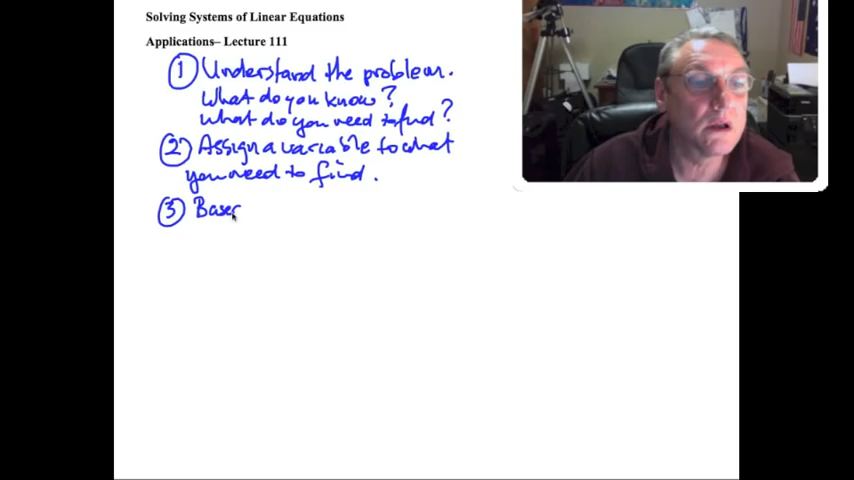 Solving Systems of Linear Equations
Applications– Lecture 111
① Understand the problem.
What do you know?
What do you need to find?
② Assign a variable to what
you need to find.
③ Based